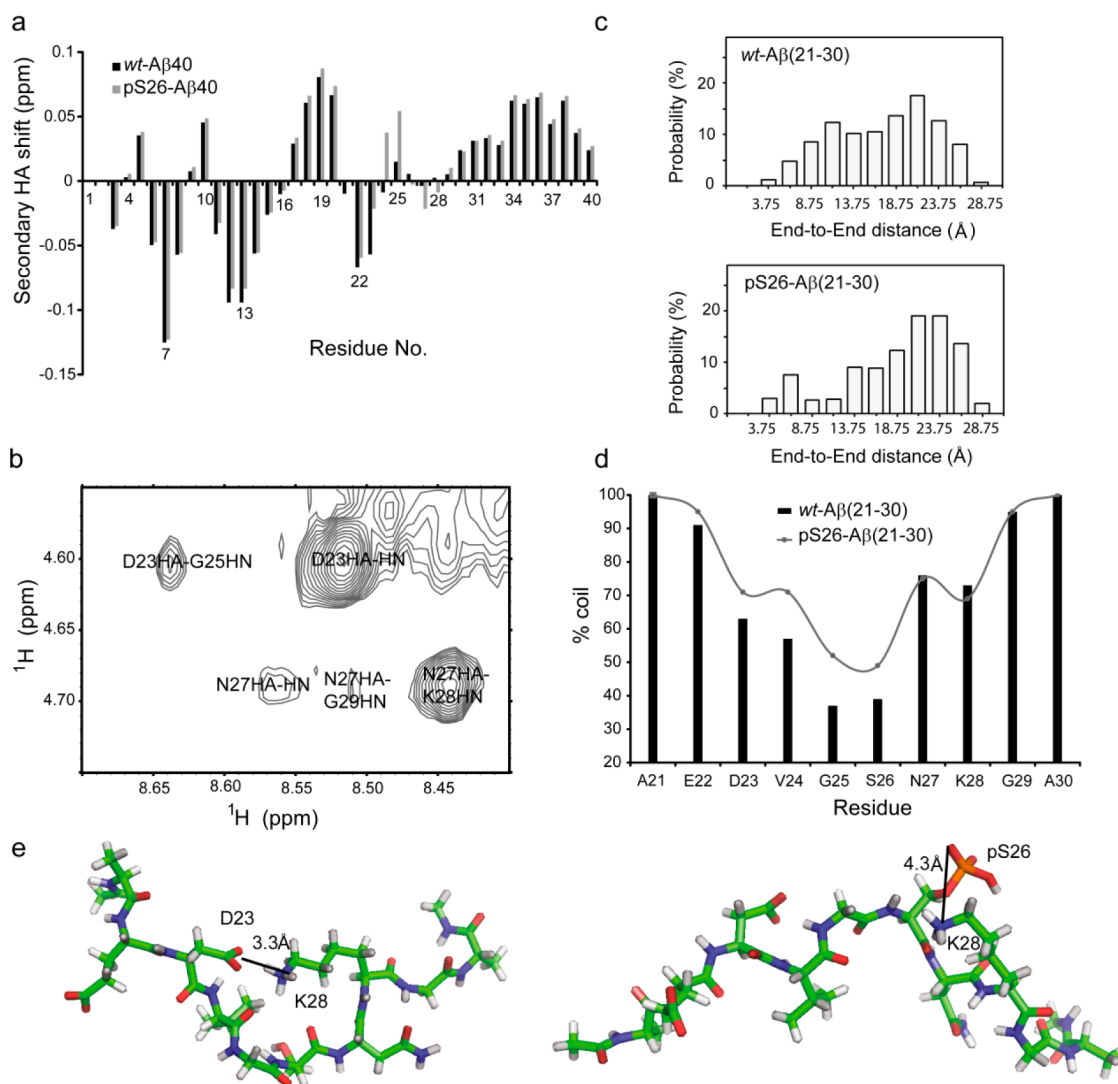 a
Secondary HA shift (ppm)
wt-Aβ40
pS26-Aβ40
0.1
0.05
0
-0.05
-0.1
-0.15
1
4
7
10
13
16
19
22
25
28
31
34
37
40
Residue No.
c
wt-Aβ(21-30)
Probability (%)
20
10
0
3.75 8.75 13.75 18.75 23.75 28.75
End-to-End distance (Å)
pS26-Aβ(21-30)
Probability (%)
20
10
0
3.75 8.75 13.75 18.75 23.75 28.75
End-to-End distance (Å)
b
¹H (ppm)
4.60
4.65
4.70
D23HA-G25HN
D23HA-HN
N27HA-HN
N27HA-
G29HN
N27HA-
K28HN
8.65 8.60 8.55 8.50 8.45
¹H (ppm)
d
% coil
100
90
80
70
60
50
40
30
20
wt-Aβ(21-30)
pS26-Aβ(21-30)
A21 E22 D23 V24 G25 S26 N27 K28 G29 A30
Residue
e
D23
3.3Å
K28
4.3Å
pS26
K28